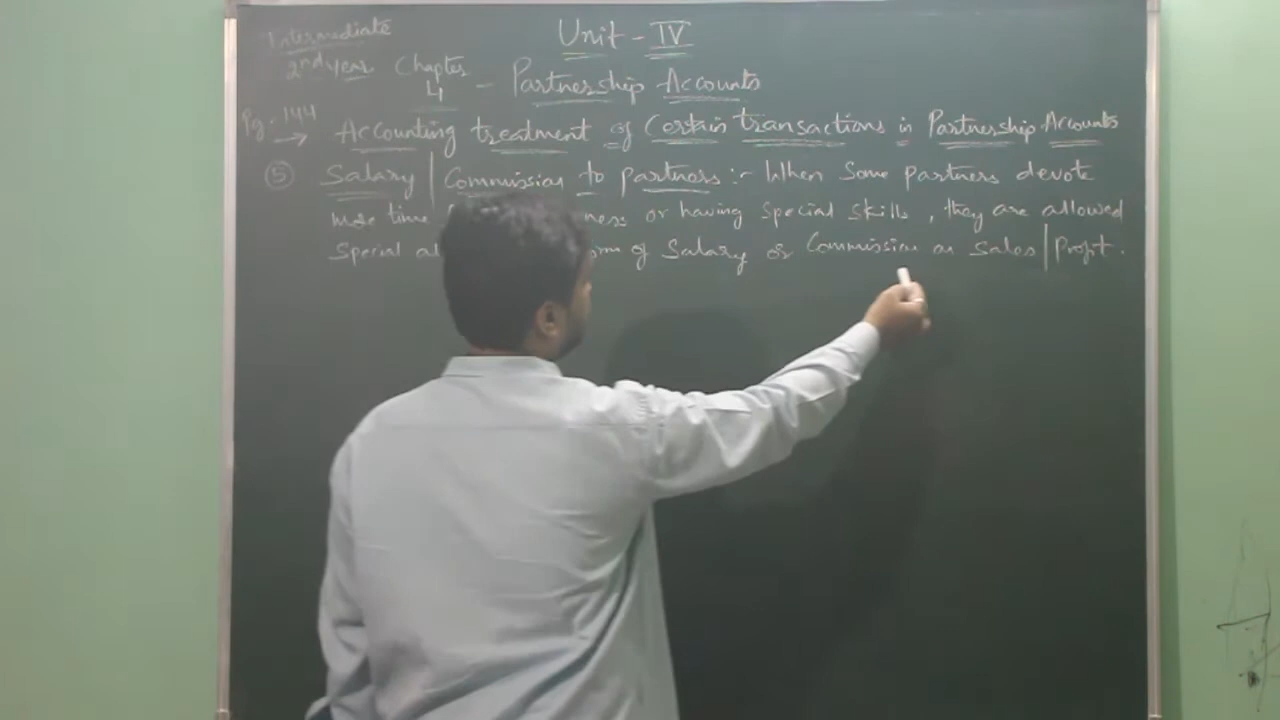 Intermediate Unit - IV
2nd year Chapter 4 - Partnership Accounts
Pg. 144 → Accounting treatment of Certain transactions in Partnership Accounts
⑤ Salary | Commission to partners :- When Some partners devote
more time or having special skills, they are allowed
Special of Salary or Commission on Sales | Profit.